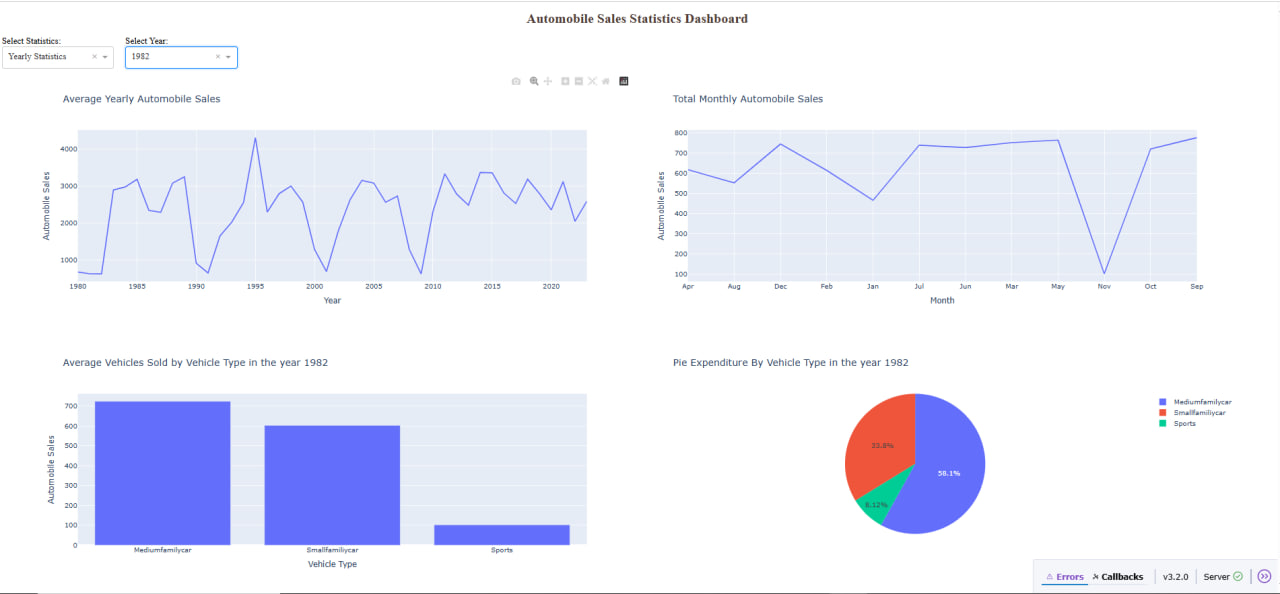 Automobile Sales Statistics Dashboard
Select Statistics:
Select Year:
Yearly Statistics
1982
Average Yearly Automobile Sales
Automobile Sales
4000
3000
2000
1000
1980 1985 1990 1995 2000 2005 2010 2015 2020
Year
Total Monthly Automobile Sales
Automobile Sales
800
700
600
500
400
300
200
100
Apr Aug Dec Feb Jan Jul Jun Mar May Nov Oct Sep
Month
Average Vehicles Sold by Vehicle Type in the year 1982
Automobile Sales
700
600
500
400
300
200
100
0
Mediumfamilycar Smallfamiliycar Sports
Vehicle Type
Pie Expenditure By Vehicle Type in the year 1982
58.1%
33.8%
8.12%
Mediumfamilycar
Smallfamiliycar
Sports
Errors Callbacks v3.2.0 Server